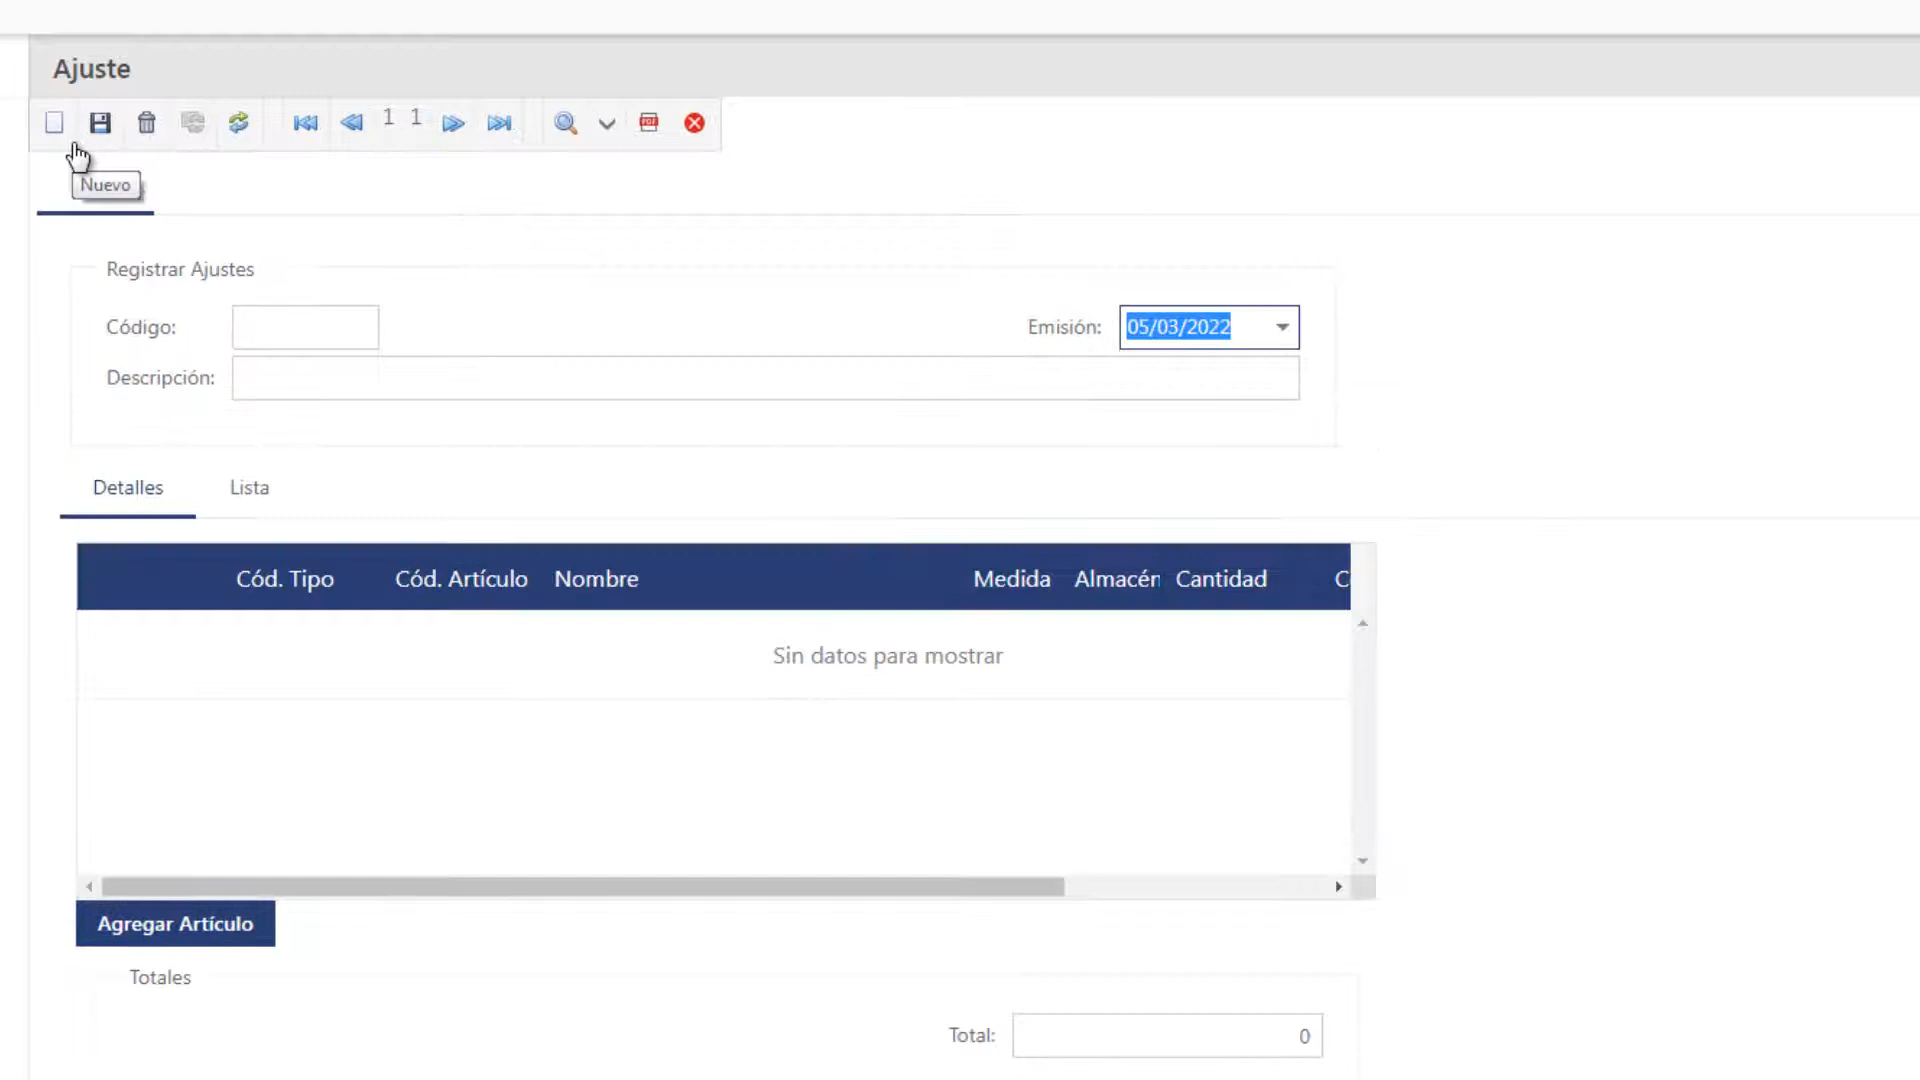 Ajuste
1 1
PDF
Nuevo
Registrar Ajustes
Código:
Emisión: 05/03/2022
Descripción:
Detalles Lista
Cód. Tipo Cód. Artículo Nombre Medida Almacén Cantidad C
Sin datos para mostrar
Agregar Artículo
Totales
Total: 0